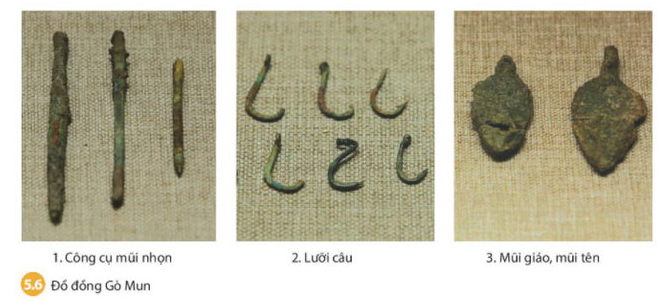 1. Công cụ mũi nhọn
2. Lưỡi câu
3. Mũi giáo, mũi tên
5.6 Đồ đồng Gò Mun